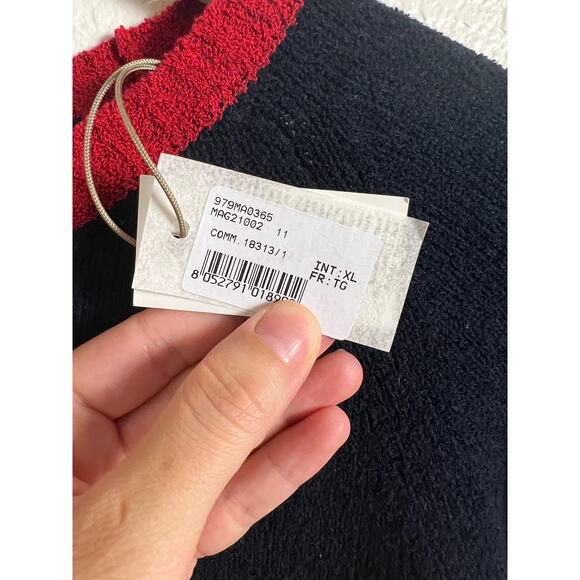 979MA0365
MAG21002 11
COMM.18313/1
INT:XL
FR:TG
8 052791 0189